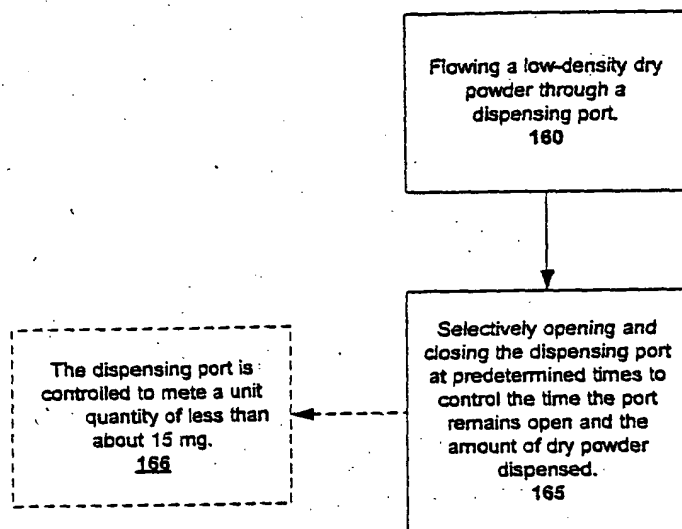 Flowing a low-density dry
powder through a
dispensing port.
160
Selectively opening and
closing the dispensing port
at predetermined times to
control the time the port
remains open and the
amount of dry powder
dispensed.
165
The dispensing port is
controlled to mete a unit
quantity of less than
about 15 mg.
166